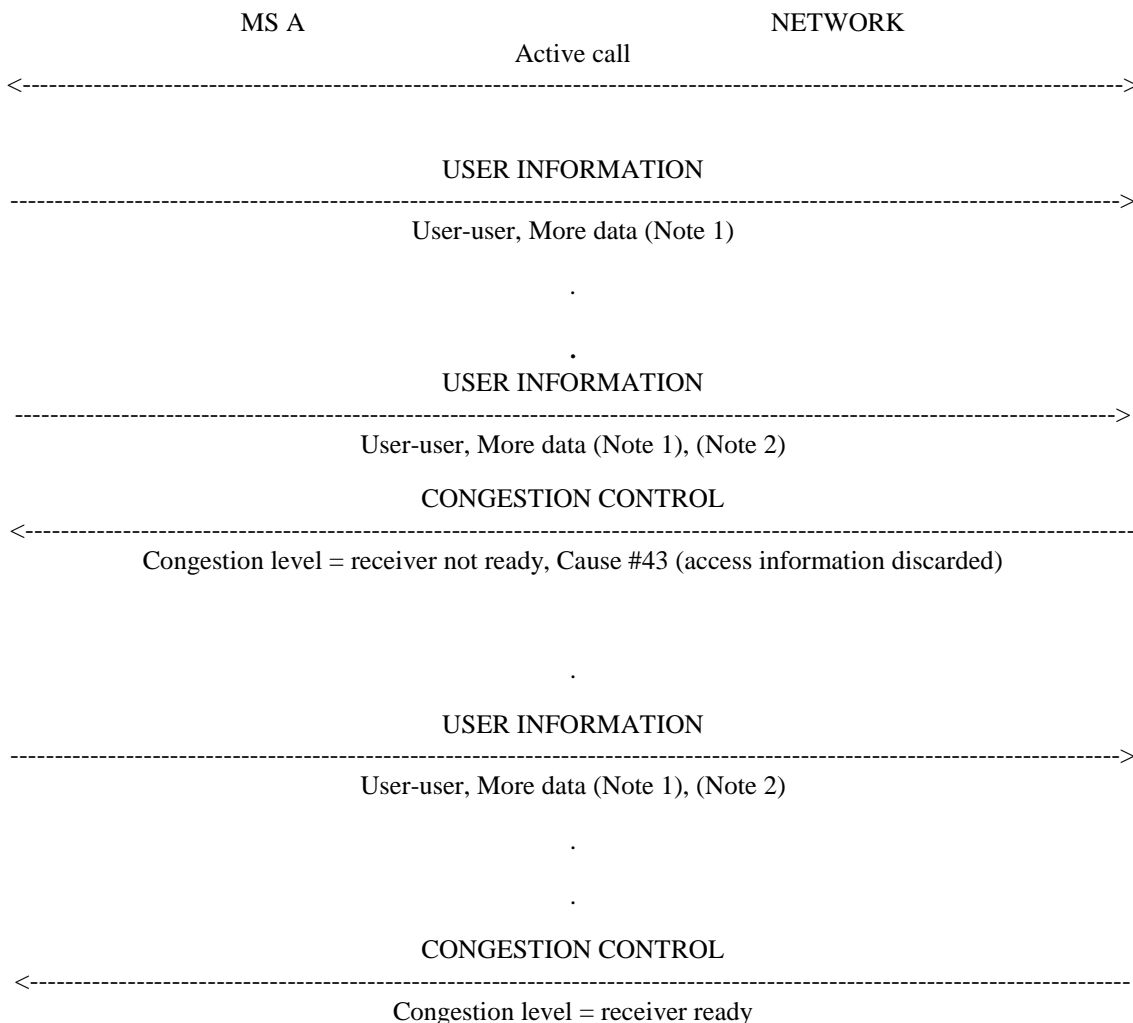 MS A NETWORK
Active call
<----------------------------------------------------------------------------------------------------------------------------->
USER INFORMATION
------------------------------------------------------------------------------------------------------------------------------>
User-user, More data (Note 1)
.
.
USER INFORMATION
----------------------------------------------------------------------------------------------------------------------------->
User-user, More data (Note 1), (Note 2)
CONGESTION CONTROL
<------------------------------------------------------------------------------------------------------------------------------
Congestion level = receiver not ready, Cause #43 (access information discarded)
.
USER INFORMATION
------------------------------------------------------------------------------------------------------------------------------>
User-user, More data (Note 1), (Note 2)
.
.
CONGESTION CONTROL
<-----------------------------------------------------------------------------------------------------------------------------
Congestion level = receiver ready